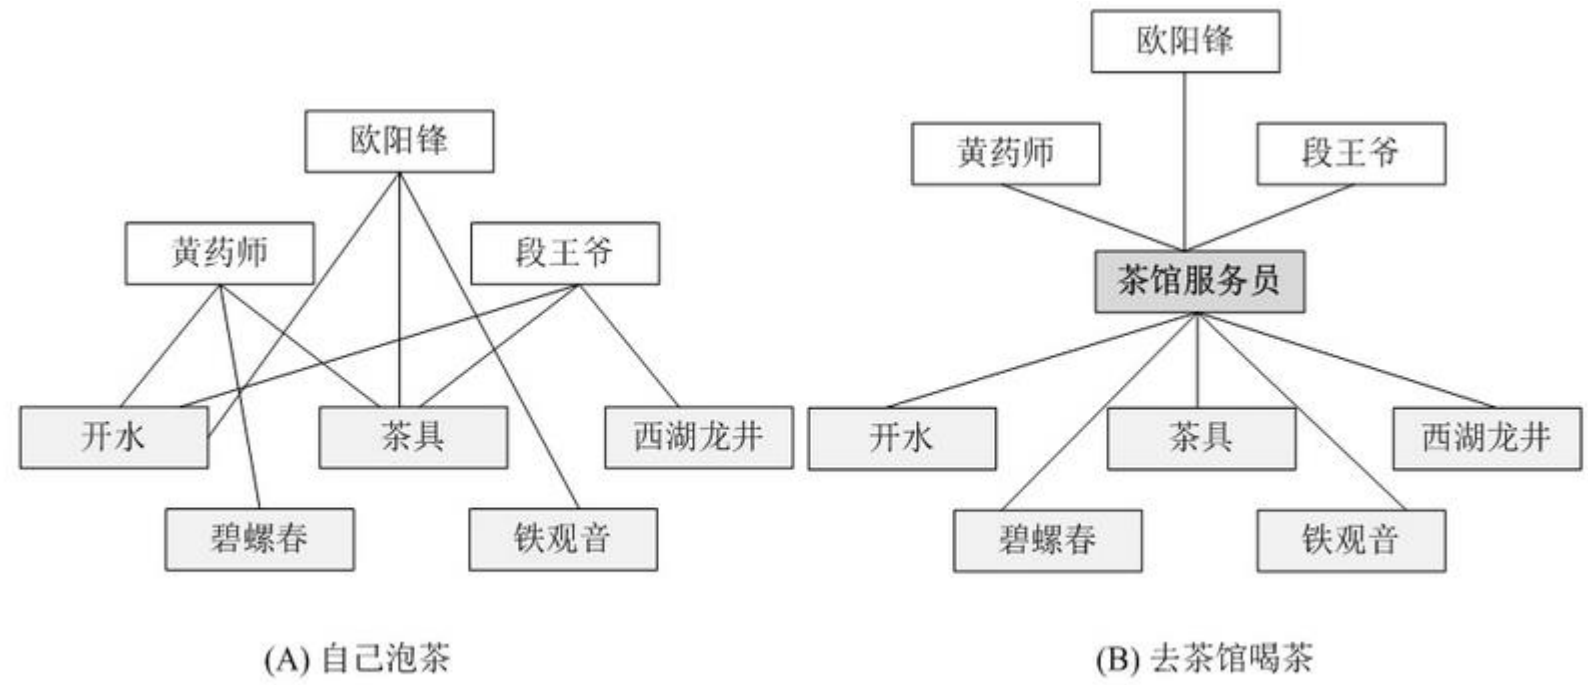 欧阳锋
黄药师
段王爷
开水
茶具
西湖龙井
碧螺春
铁观音
(A) 自己泡茶
欧阳锋
黄药师
段王爷
茶馆服务员
开水
茶具
西湖龙井
碧螺春
铁观音
(B) 去茶馆喝茶